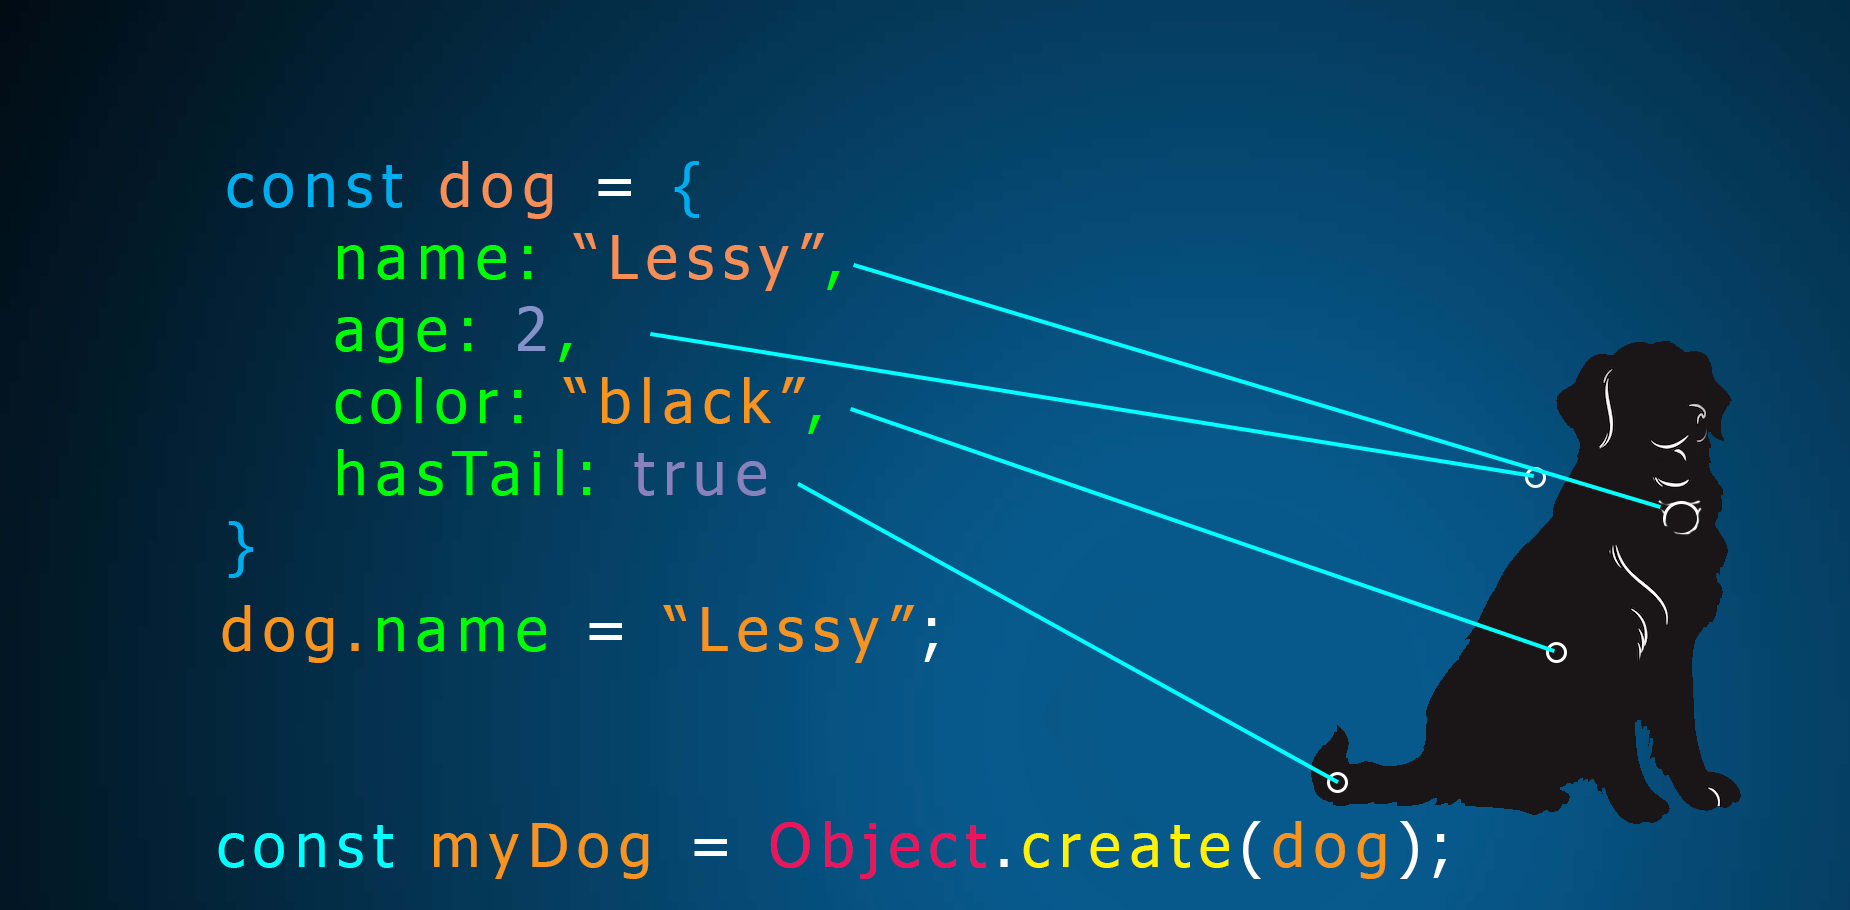 const dog = {
name: “Lessy”,
age: 2,
color: “black”,
hasTail: true
}
dog.name = “Lessy”;
const myDog = Object.create(dog);